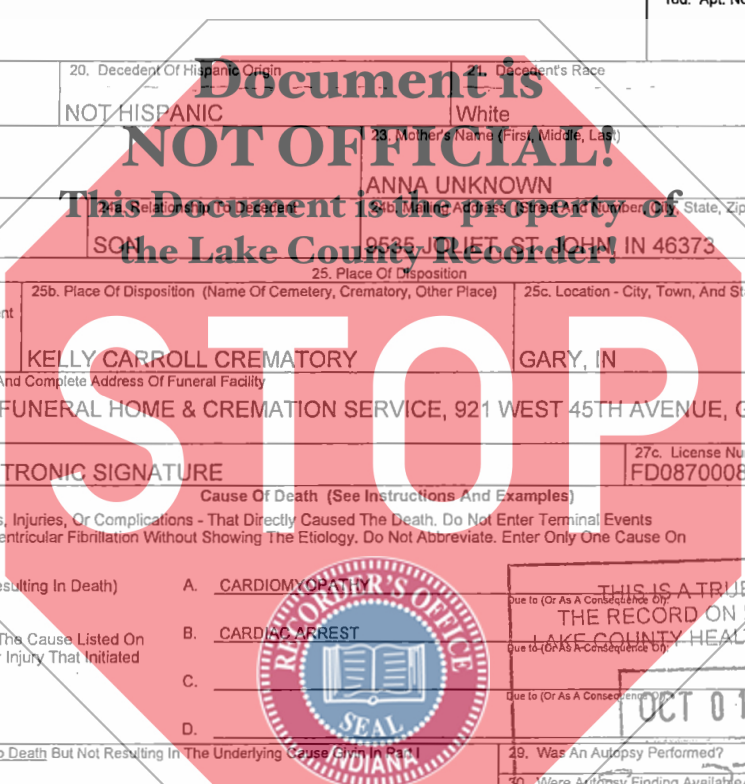 20. Decedent Of Hispanic Origin 21. Decedent's Race
NOT HISPANIC White
Document is
NOT OFFICIAL!
This Document is the property of
the Lake County Recorder!
23. Mother's Name (First, Middle, Last)
ANNA UNKNOWN
24a. Relationship To Decedent 24b. Mailing Address (Street And Number, City, State, Zip
SON 9535 JOLIET, ST. JOHN, IN 46373
25. Place Of Disposition
25b. Place Of Disposition (Name Of Cemetery, Crematory, Other Place) 25c. Location - City, Town, And
KELLY CARROLL CREMATORY GARY, IN
And Complete Address Of Funeral Facility
FUNERAL HOME & CREMATION SERVICE, 921 WEST 45TH AVENUE,
STOP
27c. License
TRONIC SIGNATURE FD0870008
Cause Of Death (See Instructions And Examples)
s, Injuries, Or Complications - That Directly Caused The Death. Do Not Enter Terminal Events
entricular Fibrillation Without Showing The Etiology. Do Not Abbreviate. Enter Only One Cause On
esulting In Death) A. CARDIOMYOPATHY
Due to (Or As A Consequence Of):
THIS IS A TRUE
THE RECORD ON
LAKE COUNTY
The Cause Listed On B. CARDIAC ARREST
r Injury That Initiated
Due to (Or As A Consequence Of):
C.
Due to (Or As A Consequence Of):
OCT 01
D.
RECORDER'S OFFICE
SEAL
INDIANA
o Death But Not Resulting In The Underlying Cause Givin In Part I 29. Was An Autopsy Performed?
30. Were Autopsy Finding Available